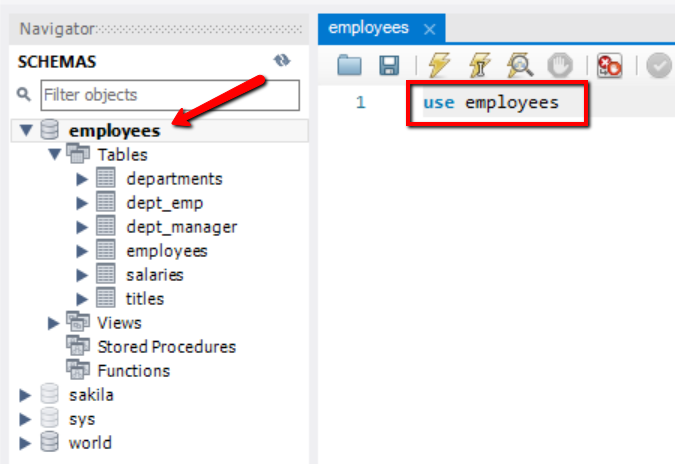 Navigator
SCHEMAS
Filter objects
employees
Tables
departments
dept_emp
dept_manager
employees
salaries
titles
Views
Stored Procedures
Functions
sakila
sys
world
employees
1 use employees